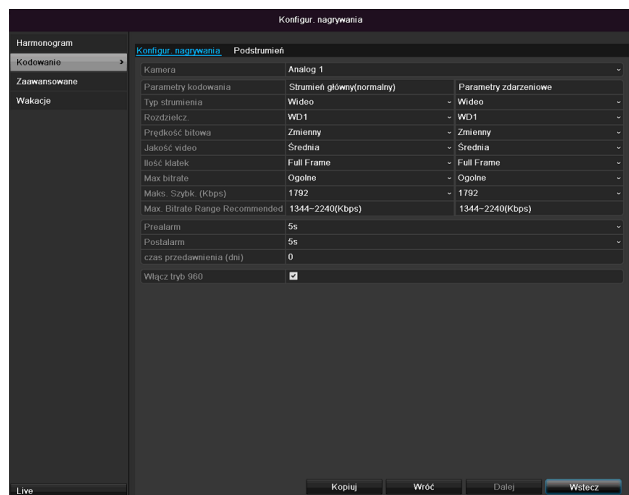 Konfigur. nagrywania
Harmonogram
Kodowanie
Zaawansowane
Wakacje
Live
Konfigur. nagrywania Podstrumień
Kamera Analog 1
Parametry kodowania Strumień główny(normalny) Parametry zdarzeniowe
Typ strumienia Wideo Wideo
Rozdzielcz. WD1 WD1
Prędkość bitowa Zmienny Zmienny
Jakość video Średnia Średnia
Ilość klatek Full Frame Full Frame
Max bitrate Ogolne Ogolne
Maks. Szybk. (Kbps) 1792 1792
Max. Bitrate Range Recommended 1344~2240(Kbps) 1344~2240(Kbps)
Prealarm 5s
Postalarm 5s
czas przedawnienia (dni) 0
Włącz tryb 960
Kopiuj Wróć Dalej Wstecz